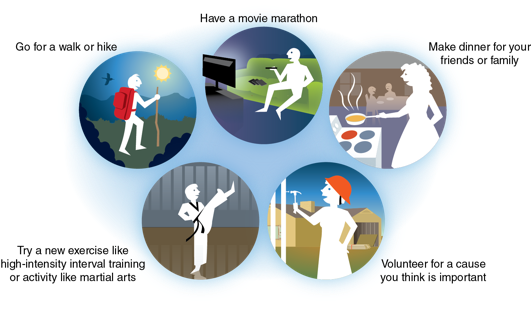 Have a movie marathon
Go for a walk or hike
Make dinner for your
friends or family
Try a new exercise like
high-intensity interval training
or activity like martial arts
Volunteer for a cause
you think is important